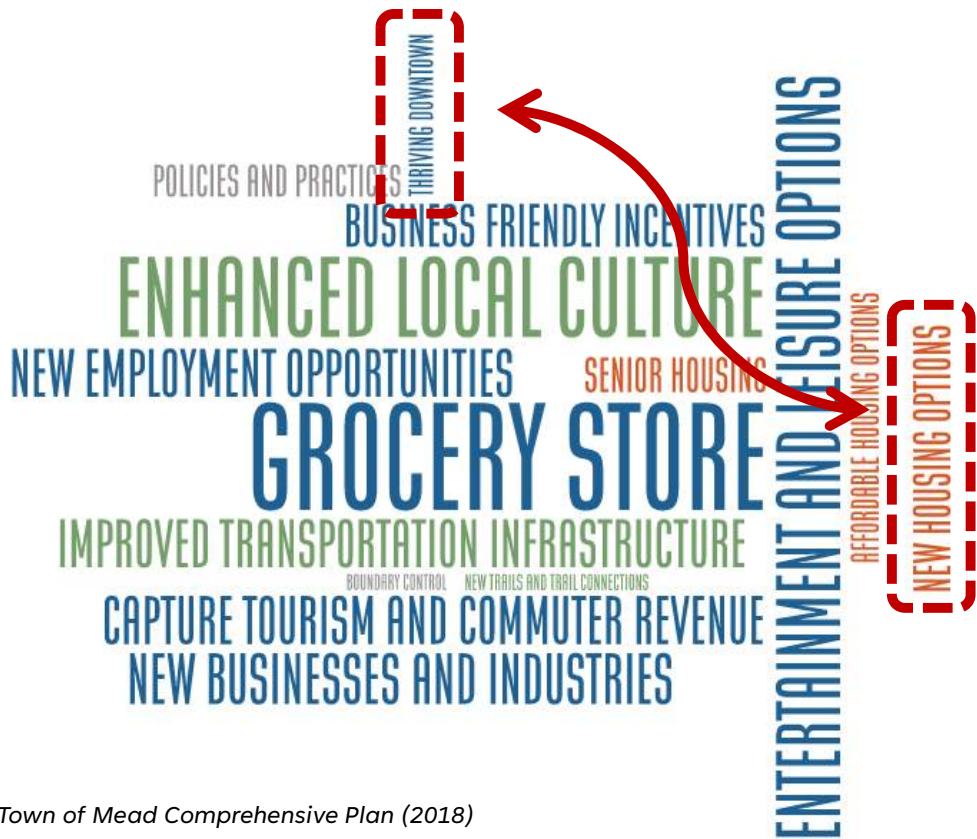 THRIVING DOWNTOWN
POLICIES AND PRACTICES
BUSINESS FRIENDLY INCENTIVES
ENHANCED LOCAL CULTURE
NEW EMPLOYMENT OPPORTUNITIES
SENIOR HOUSING
GROCERY STORE
IMPROVED TRANSPORTATION INFRASTRUCTURE
BOUNDARY CONTROL
NEW TRAILS AND TRAIL CONNECTIONS
CAPTURE TOURISM AND COMMUTER REVENUE
NEW BUSINESSES AND INDUSTRIES
ENTERTAINMENT AND LEISURE OPTIONS
AFFORDABLE HOUSING OPTIONS
NEW HOUSING OPTIONS
Town of Mead Comprehensive Plan (2018)